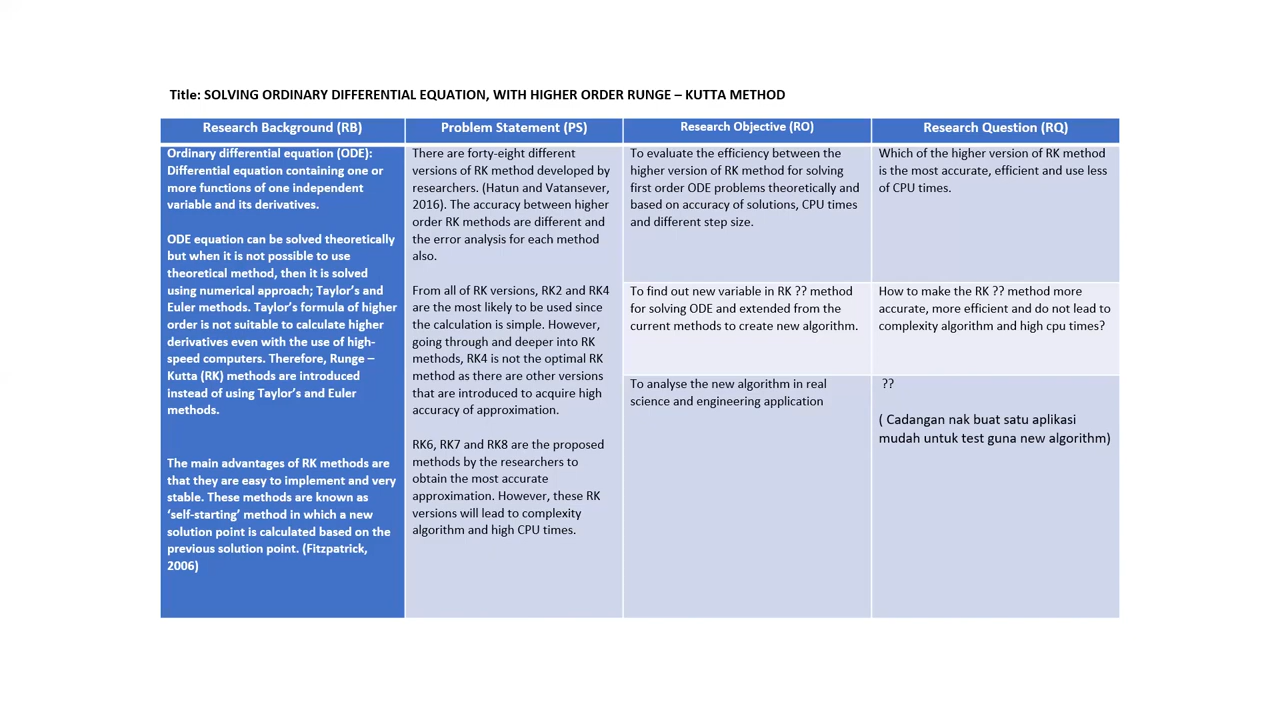 Title: SOLVING ORDINARY DIFFERENTIAL EQUATION, WITH HIGHER ORDER RUNGE – KUTTA METHOD
Research Background (RB)
Problem Statement (PS)
Research Objective (RO)
Research Question (RQ)
Ordinary differential equation (ODE):
Differential equation containing one or
more functions of one independent
variable and its derivatives.
ODE equation can be solved theoretically
but when it is not possible to use
theoretical method, then it is solved
using numerical approach; Taylor's and
Euler methods. Taylor's formula of higher
order is not suitable to calculate higher
derivatives even with the use of high-
speed computers. Therefore, Runge –
Kutta (RK) methods are introduced
instead of using Taylor's and Euler
methods.
The main advantages of RK methods are
that they are easy to implement and very
stable. These methods are known as
‘self-starting’ method in which a new
solution point is calculated based on the
previous solution point. (Fitzpatrick,
2006)
There are forty-eight different
versions of RK method developed by
researchers. (Hatun and Vatansever,
2016). The accuracy between higher
order RK methods are different and
the error analysis for each method
also.
From all of RK versions, RK2 and RK4
are the most likely to be used since
the calculation is simple. However,
going through and deeper into RK
methods, RK4 is not the optimal RK
method as there are other versions
that are introduced to acquire high
accuracy of approximation.
RK6, RK7 and RK8 are the proposed
methods by the researchers to
obtain the most accurate
approximation. However, these RK
versions will lead to complexity
algorithm and high CPU times.
To evaluate the efficiency between the
higher version of RK method for solving
first order ODE problems theoretically and
based on accuracy of solutions, CPU times
and different step size.
Which of the higher version of RK method
is the most accurate, efficient and use less
of CPU times.
To find out new variable in RK ?? method
for solving ODE and extended from the
current methods to create new algorithm.
How to make the RK ?? method more
accurate, more efficient and do not lead to
complexity algorithm and high cpu times?
To analyse the new algorithm in real
science and engineering application
??
( Cadangan nak buat satu aplikasi
mudah untuk test guna new algorithm)